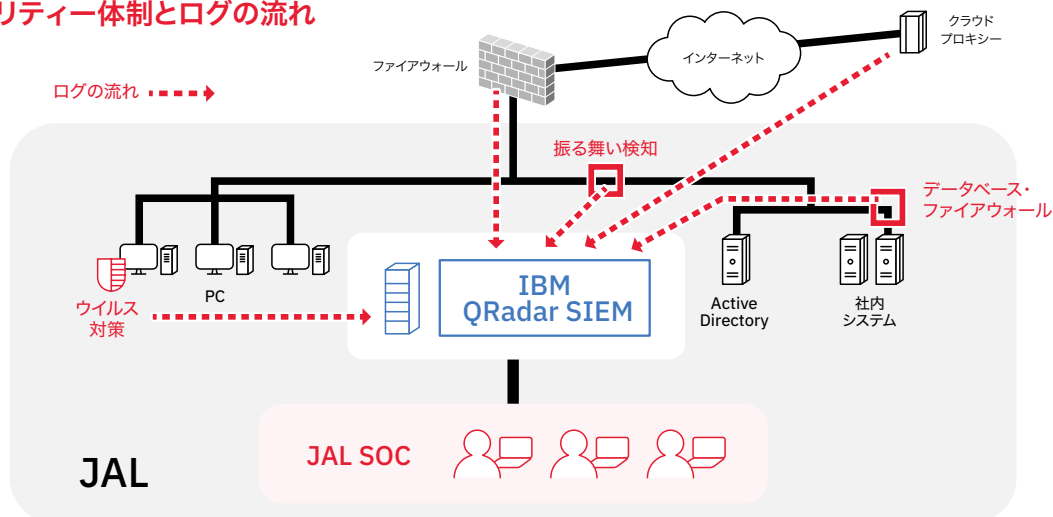 リティー体制とログの流れ
クラウド
プロキシー
インターネット
ファイアウォール
ログの流れ
振る舞い検知
データベース・
ファイアウォール
IBM
QRadar SIEM
PC
ウイルス
対策
Active
Directory
社内
システム
JAL SOC
JAL